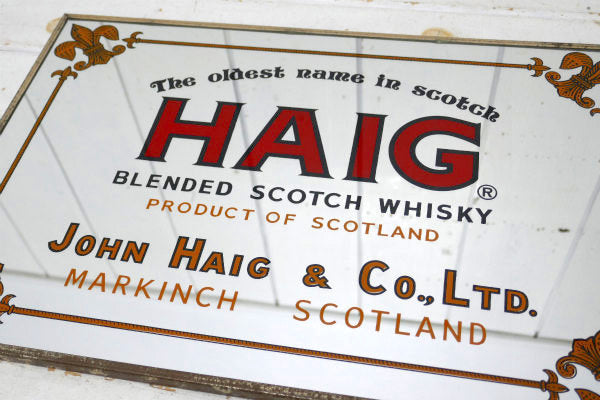 The oldest name in scotch
HAIG®
BLENDED SCOTCH WHISKY
PRODUCT OF SCOTLAND
JOHN HAIG & CO., LTD.
MARKINCH SCOTLAND